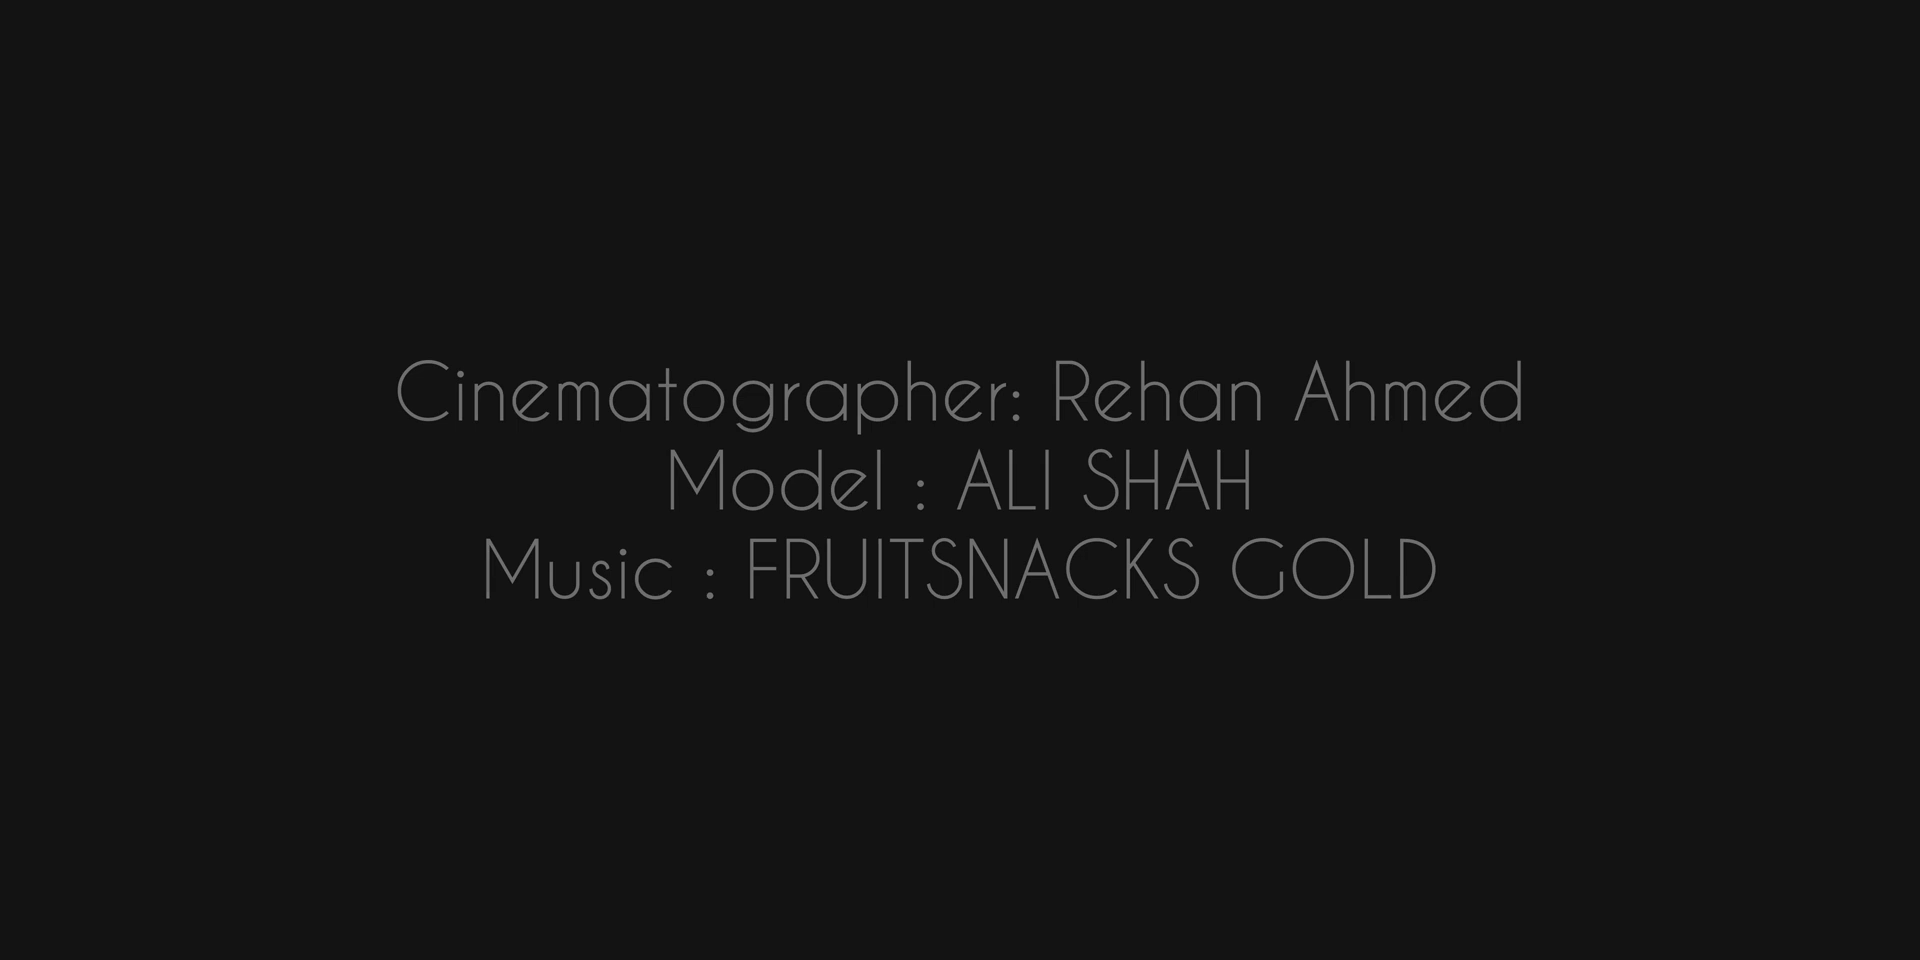 Cinematographer: Rehan Ahmed
Model : ALI SHAH
Music : FRUITSNACKS GOLD